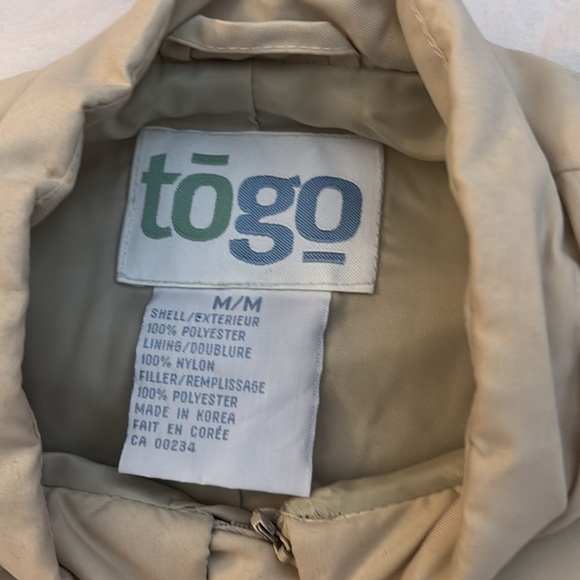 tōgo
M/M
SHELL/EXTERIEUR
100% POLYESTER
LINING/DOUBLURE
100% NYLON
FILLER/REMPLISSAGE
100% POLYESTER
MADE IN KOREA
FAIT EN CORÉE
CA 00234